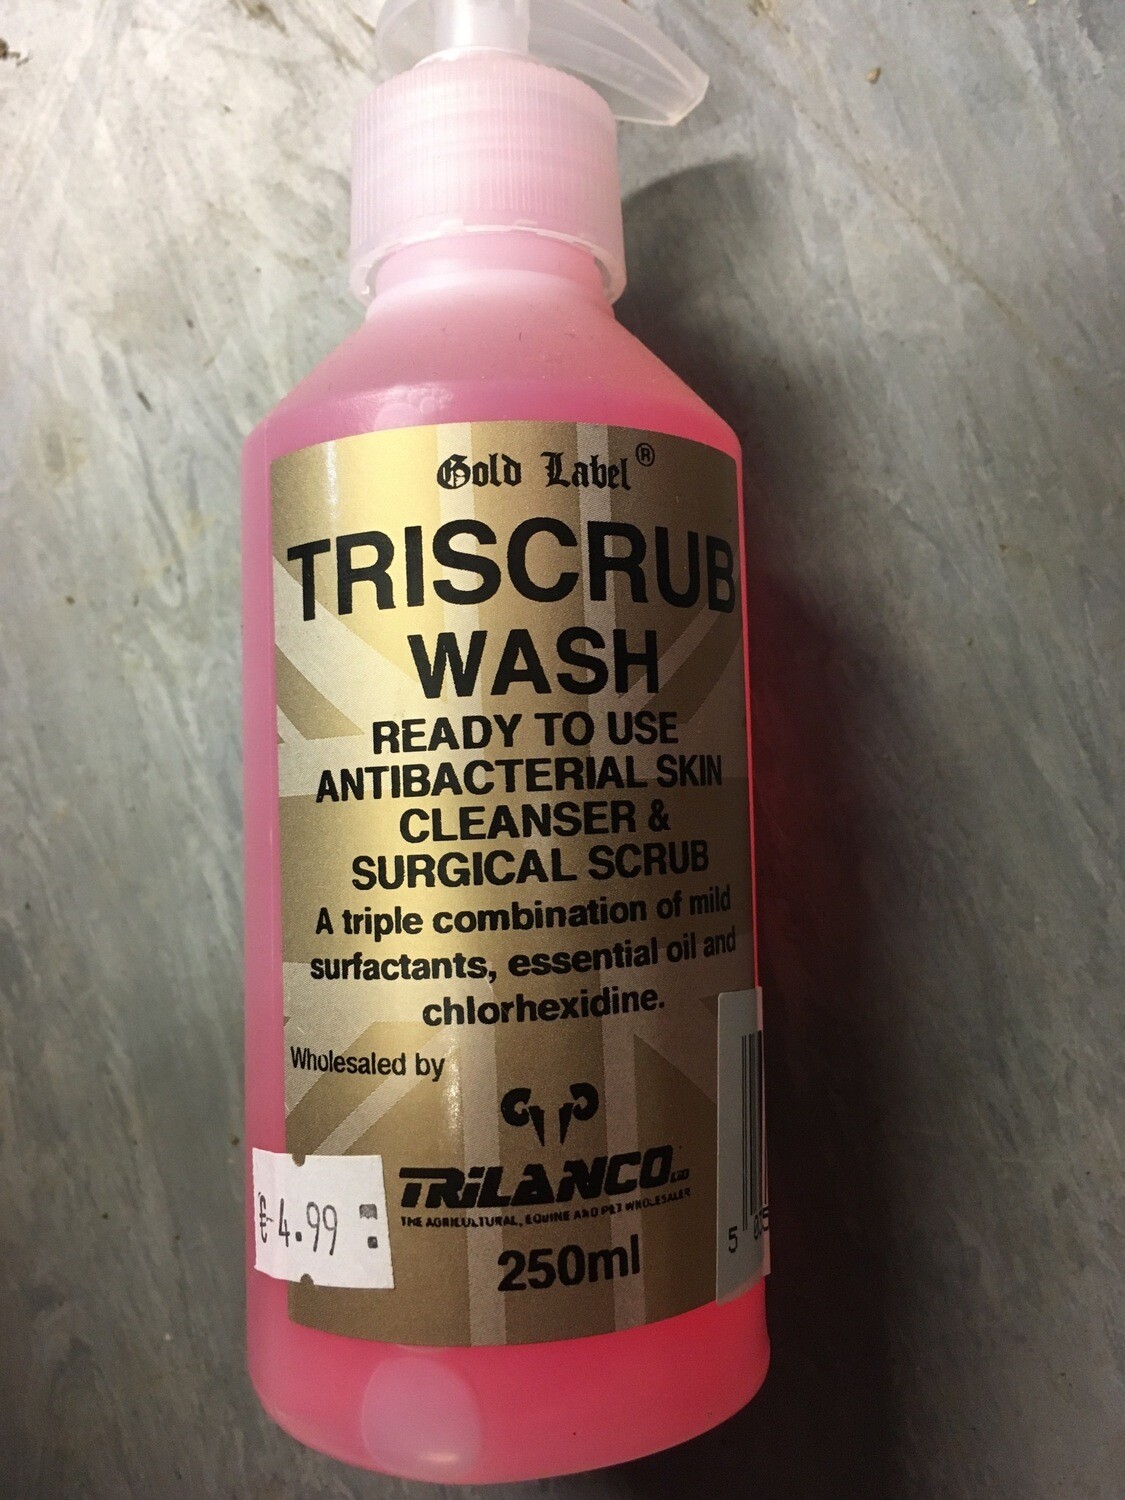 Gold Label®
TRISCRUB
WASH
READY TO USE
ANTIBACTERIAL SKIN
CLEANSER &
SURGICAL SCRUB
A triple combination of mild
surfactants, essential oil and
chlorhexidine.
Wholesaled by
TRILANCO LTD
THE AGRICULTURAL, EQUINE AND PET WHOLESALER
£4.99
250ml
5